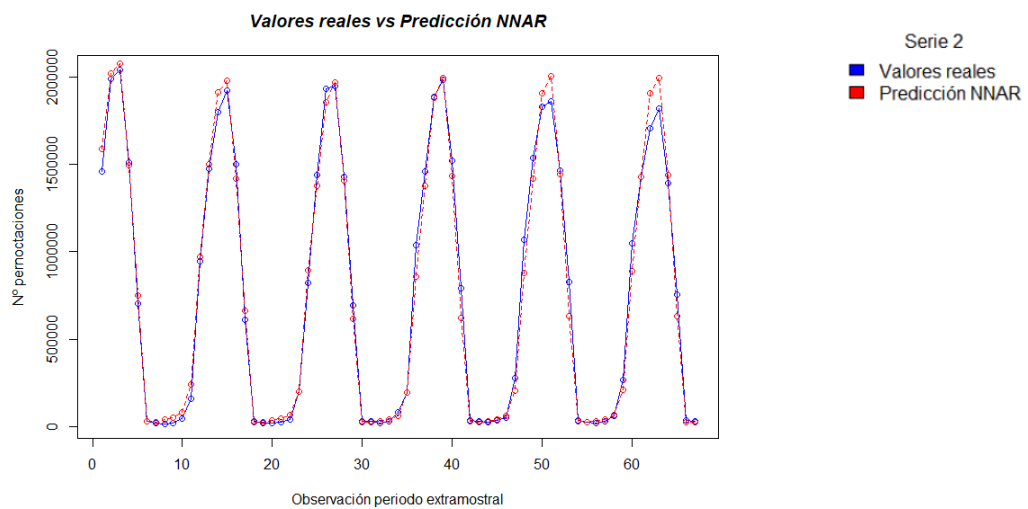 Valores reales vs Predicción NNAR
Serie 2
Valores reales
Predicción NNAR
Nº pernoctaciones
2000000
1500000
1000000
500000
0
0 10 20 30 40 50 60
Observación periodo extramostral